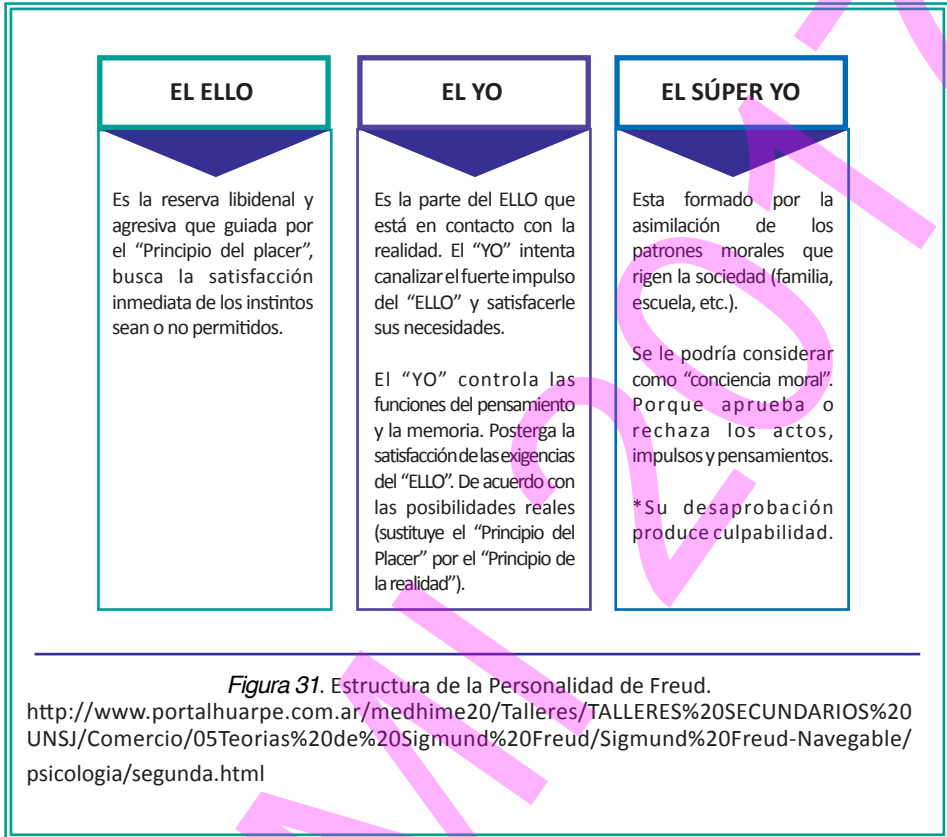 EL ELLO
Es la reserva libidenal y
agresiva que guiada por
el “Principio del placer”,
busca la satisfacción
inmediata de los instintos
sean o no permitidos.
EL YO
Es la parte del ELLO que
está en contacto con la
realidad. El “YO” intenta
canalizar el fuerte impulso
del “ELLO” y satisfacerle
sus necesidades.
El “YO” controla las
funciones del pensamiento
y la memoria. Posterga la
satisfacción de las exigencias
del “ELLO”. De acuerdo con
las posibilidades reales
(sustituye el “Principio del
Placer” por el “Principio de
la realidad”).
EL SÚPER YO
Esta formado por la
asimilación de los
patrones morales que
rigen la sociedad (familia,
escuela, etc.).
Se le podría considerar
como “conciencia moral”.
Porque aprueba o
rechaza los actos,
impulsos y pensamientos.
*Su desaprobación
produce culpabilidad.
Figura 31. Estructura de la Personalidad de Freud.
http://www.portalhuarpe.com.ar/medhime20/Talleres/TALLERES%20SECUNDARIOS%20
UNSJ/Comercio/05Teorias%20de%20Sigmund%20Freud/Sigmund%20Freud-Navegable/
psicologia/segunda.html